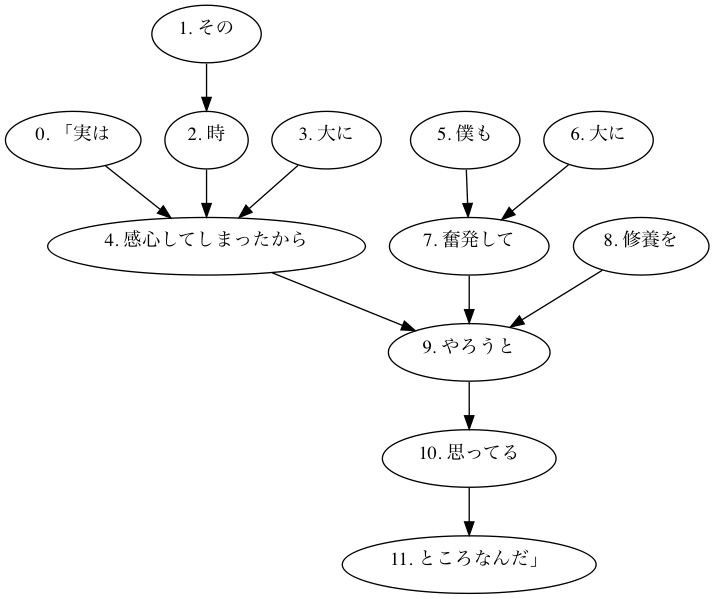 1. その
0. 「実は
2. 時
3. 大に
5. 僕も
6. 大に
4. 感心してしまったから
7. 奮発して
8. 修養を
9. やろうと
10. 思ってる
11. ところなんだ」